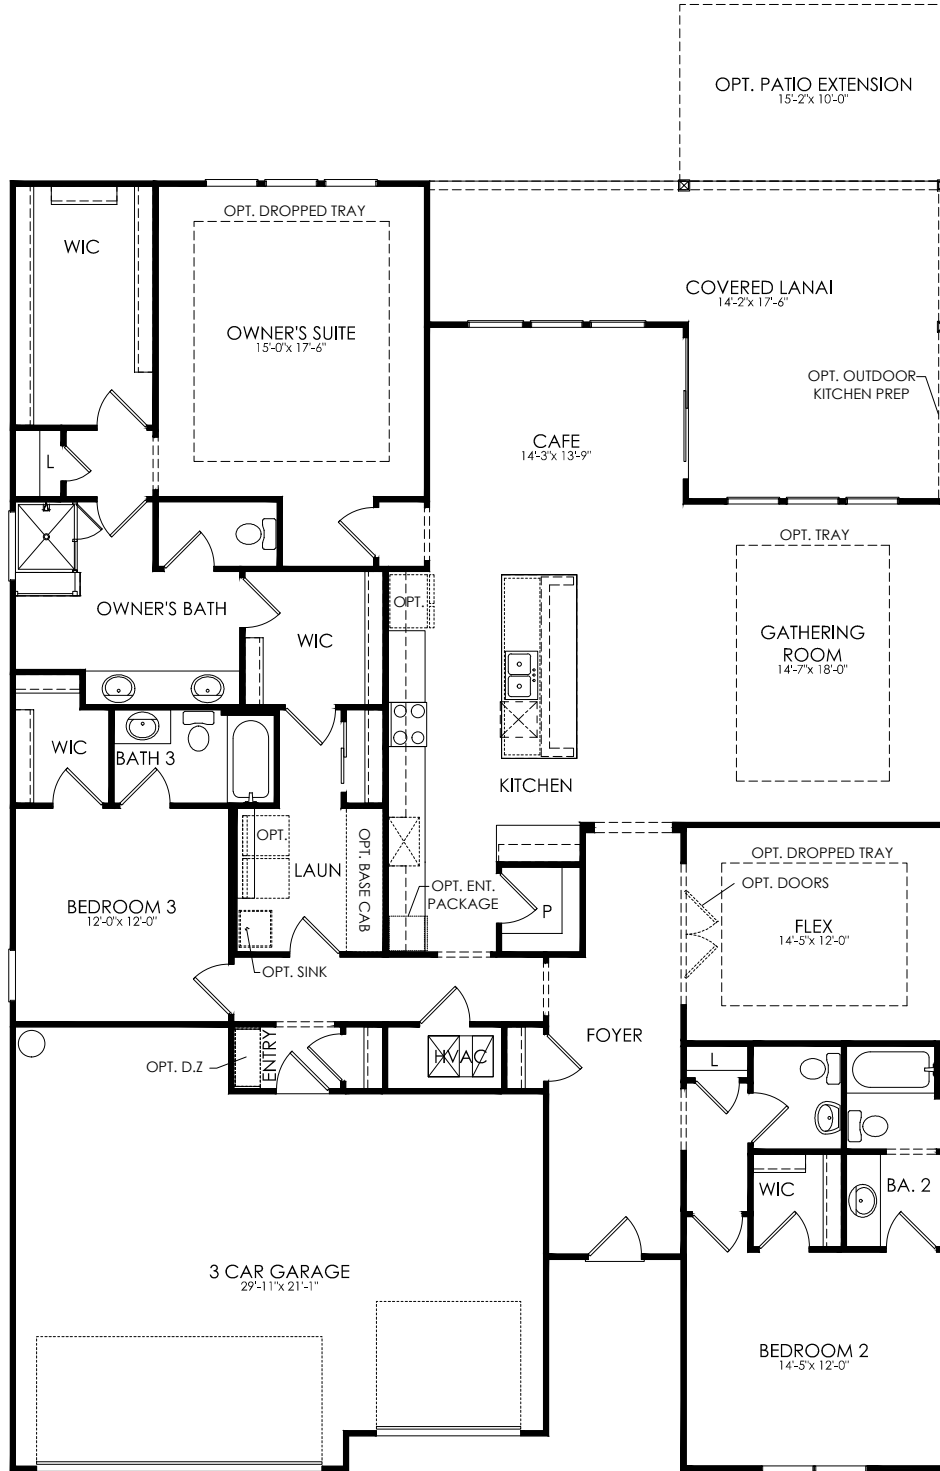 OPT. PATIO EXTENSION
15'-2"x 10'-0"
OPT. DROPPED TRAY
WIC
COVERED LANAI
14'-2"x 17'-6"
OWNER'S SUITE
15'-0"x 17'-6"
OPT. OUTDOOR
KITCHEN PREP
CAFE
14'-3"x 13'-9"
L
OPT. TRAY
OPT.
OWNER'S BATH
WIC
GATHERING
ROOM
14'-7"x 18'-0"
WIC
BATH 3
KITCHEN
OPT.
LAUN
OPT. BASE CAB
OPT. DROPPED TRAY
OPT. DOORS
OPT. ENT.
PACKAGE
P
BEDROOM 3
12'-0"x 12'-0"
FLEX
14'-5"x 12'-0"
OPT. SINK
FOYER
ENTRY
HVAC
OPT. D.Z
L
WIC
BA. 2
3 CAR GARAGE
29'-11"x 21'-1"
BEDROOM 2
14'-5"x 12'-0"